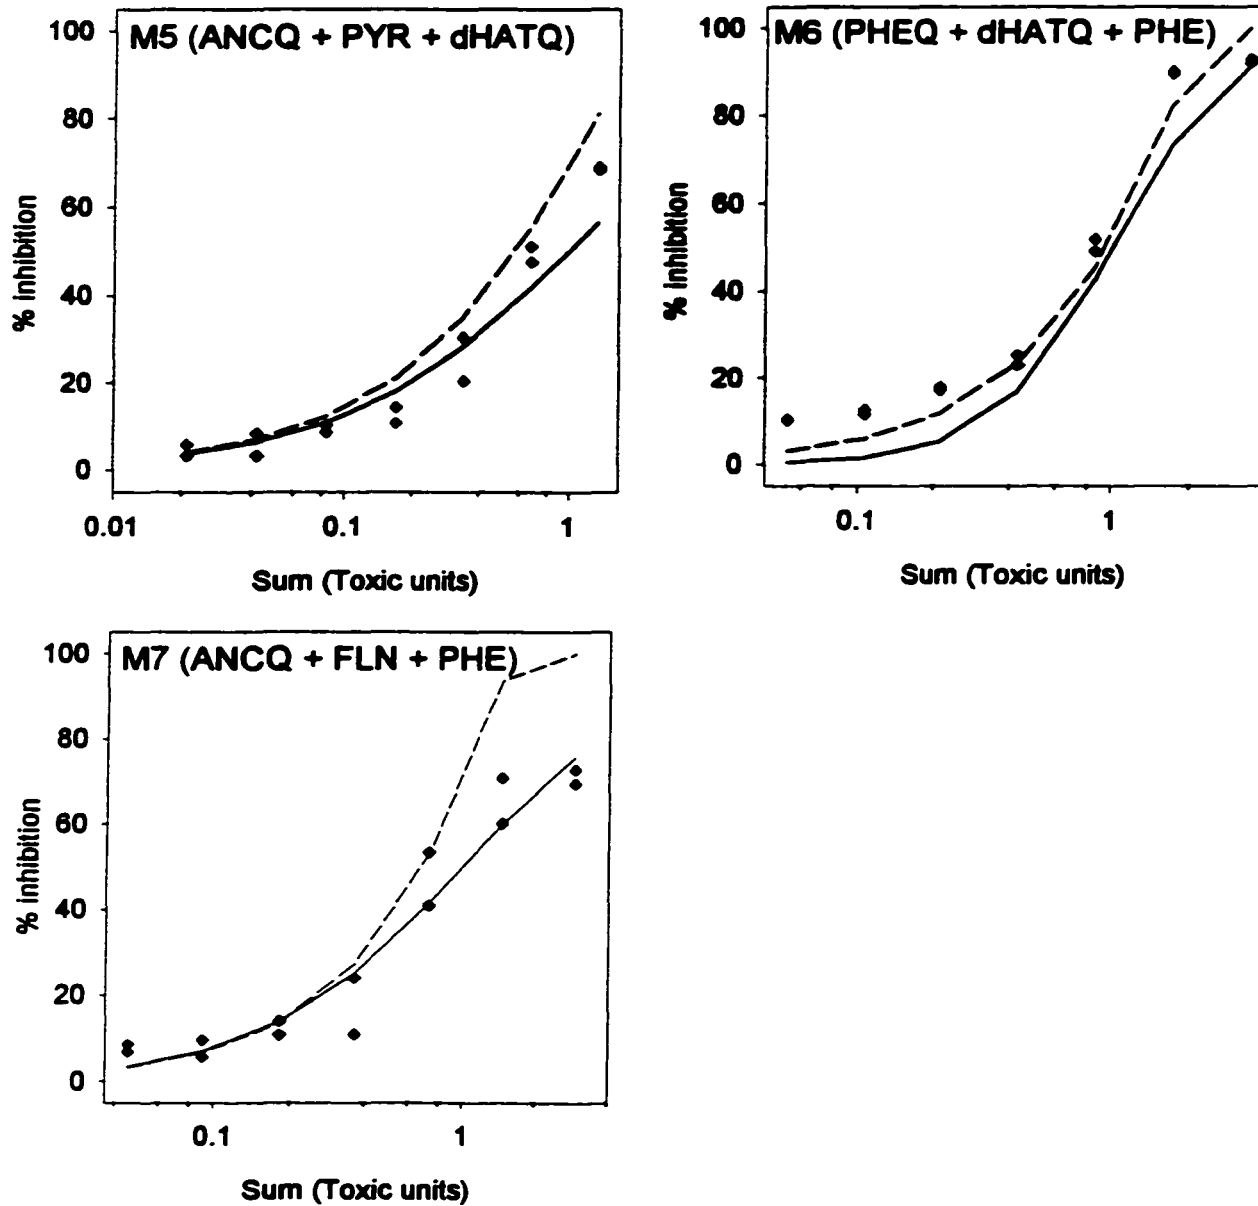 M5 (ANCQ + PYR + dHATQ)
100
80
60
40
20
0
% inhibition
0.01
0.1
1
Sum (Toxic units)
M6 (PHEQ + dHATQ + PHE)
100
80
60
40
20
0
% inhibition
0.1
1
Sum (Toxic units)
M7 (ANCQ + FLN + PHE)
100
80
60
40
20
0
% inhibition
0.1
1
Sum (Toxic units)